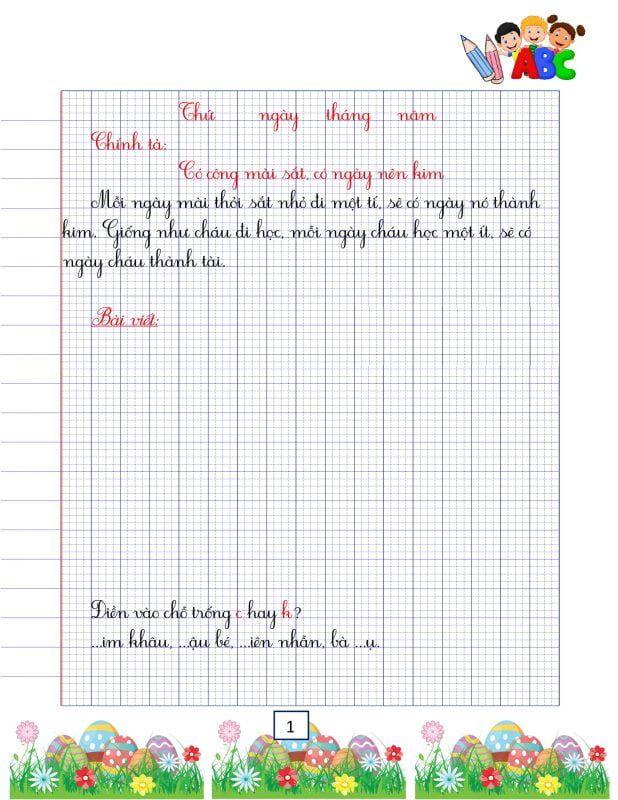 ABC
Thứ ngày tháng năm
Chính tả:
Có công mài sắt, có ngày nên kim
Mỗi ngày mài thỏi sắt nhỏ đi một tí, sẽ có ngày nó thành
kim. Giống như cháu đi học, mỗi ngày cháu học một ít, sẽ có
ngày cháu thành tài.
Bài viết:
Điền vào chỗ trống c hay k?
...im khâu, ...ậu bé, ...iên nhẫn, bà ...ụ.
1